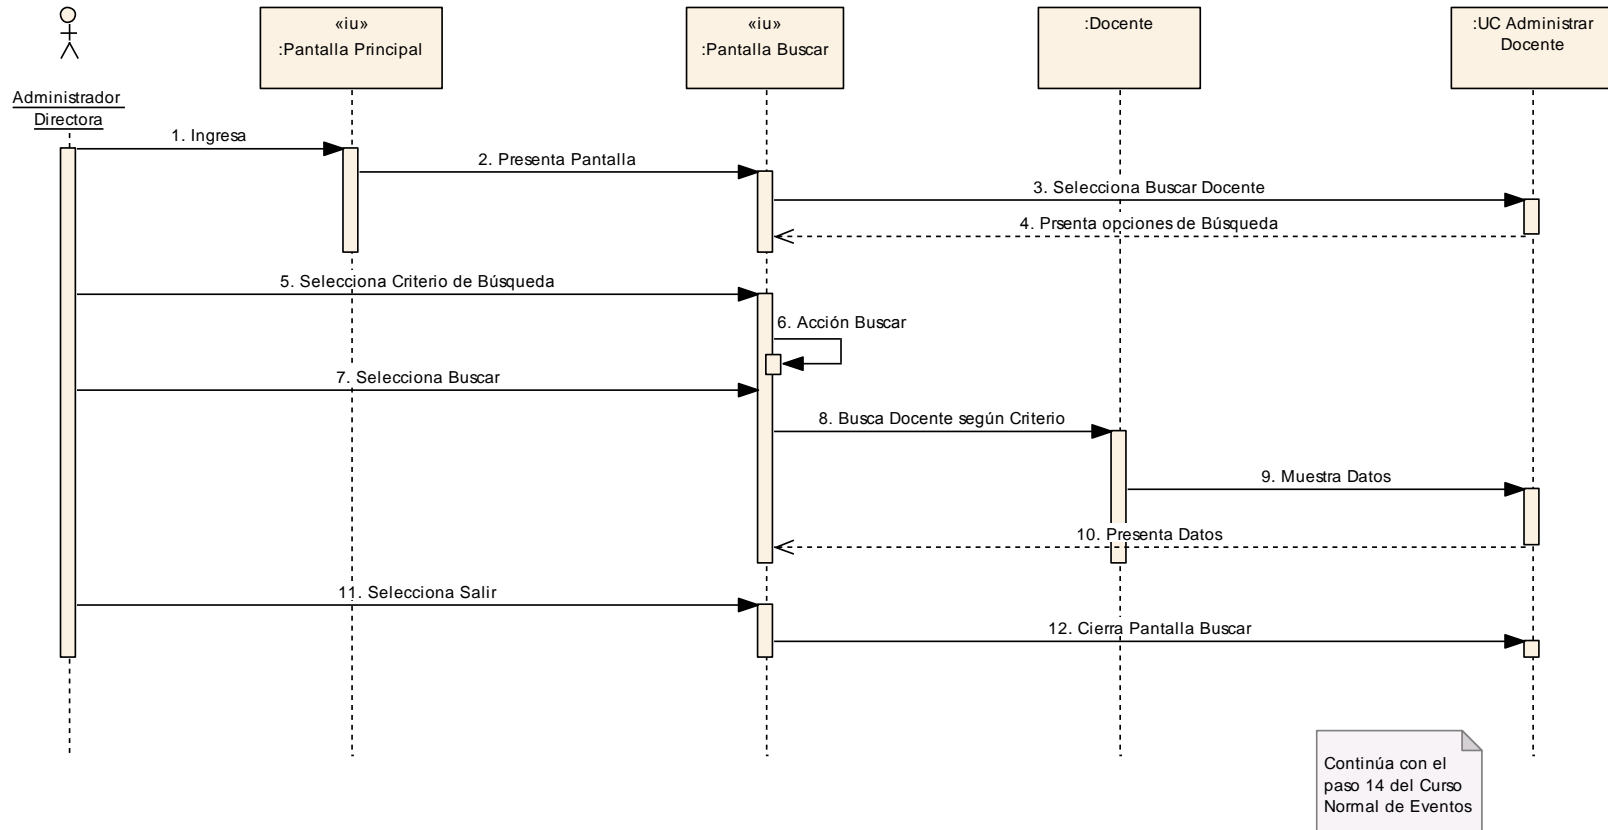 «iu»
:Pantalla Principal
«iu»
:Pantalla Buscar
:Docente
:UC Administrar
Docente
Administrador
Directora
1. Ingresa
2. Presenta Pantalla
3. Selecciona Buscar Docente
4. Prsenta opciones de Búsqueda
5. Selecciona Criterio de Búsqueda
6. Acción Buscar
7. Selecciona Buscar
8. Busca Docente según Criterio
9. Muestra Datos
10. Presenta Datos
11. Selecciona Salir
12. Cierra Pantalla Buscar
Continúa con el
paso 14 del Curso
Normal de Eventos